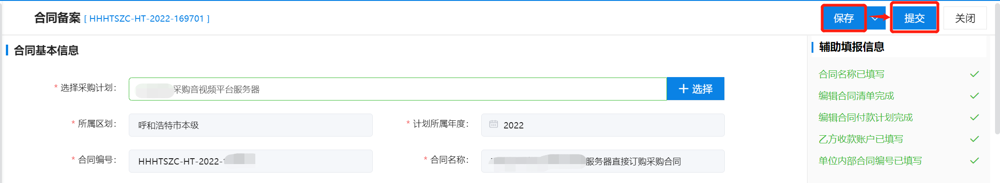 合同备案 [ HHHTSZC-HT-2022-169701 ]
保存 提交 关闭
合同基本信息
* 选择采购计划： 采购音视频平台服务器 + 选择
* 所属区划： 呼和浩特市本级
* 计划所属年度： 2022
* 合同编号： HHHTSZC-HT-2022-
* 合同名称： 服务器直接订购采购合同
辅助填报信息
合同名称已填写
编辑合同清单完成
编辑合同付款计划完成
乙方收款账户已填写
单位内部合同编号已填写